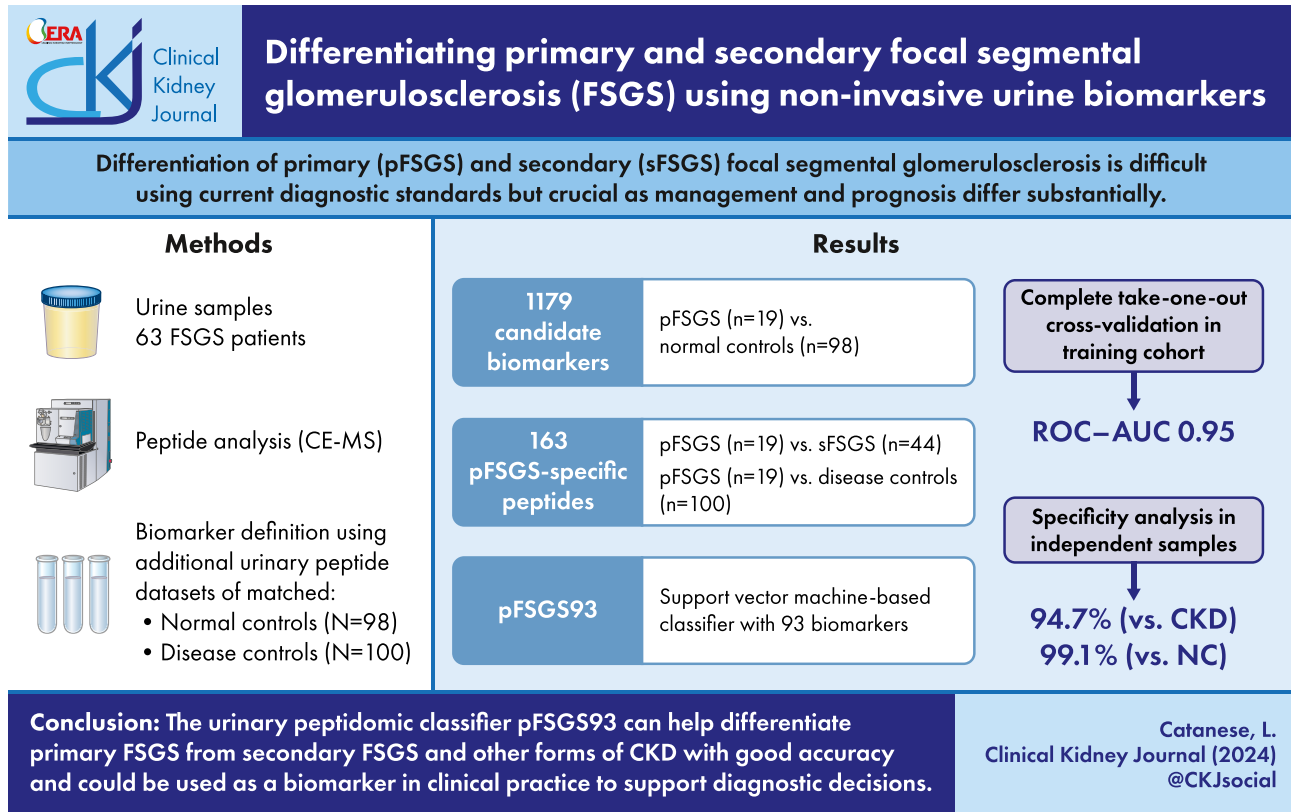 ERA
CKJ
Clinical
Kidney
Journal
Differentiating primary and secondary focal segmental
glomerulosclerosis (FSGS) using non-invasive urine biomarkers
Differentiation of primary (pFSGS) and secondary (sFSGS) focal segmental glomerulosclerosis is difficult
using current diagnostic standards but crucial as management and prognosis differ substantially.
Methods
Urine samples
63 FSGS patients
Peptide analysis (CE-MS)
Biomarker definition using
additional urinary peptide
datasets of matched:
• Normal controls (N=98)
• Disease controls (N=100)
Results
1179
candidate
biomarkers
pFSGS (n=19) vs.
normal controls (n=98)
163
pFSGS-specific
peptides
pFSGS (n=19) vs. sFSGS (n=44)
pFSGS (n=19) vs. disease controls
(n=100)
pFSGS93
Support vector machine-based
classifier with 93 biomarkers
Complete take-one-out
cross-validation in
training cohort
ROC–AUC 0.95
Specificity analysis in
independent samples
94.7% (vs. CKD)
99.1% (vs. NC)
Conclusion: The urinary peptidomic classifier pFSGS93 can help differentiate
primary FSGS from secondary FSGS and other forms of CKD with good accuracy
and could be used as a biomarker in clinical practice to support diagnostic decisions.
Catanese, L.
Clinical Kidney Journal (2024)
@CKJsocial